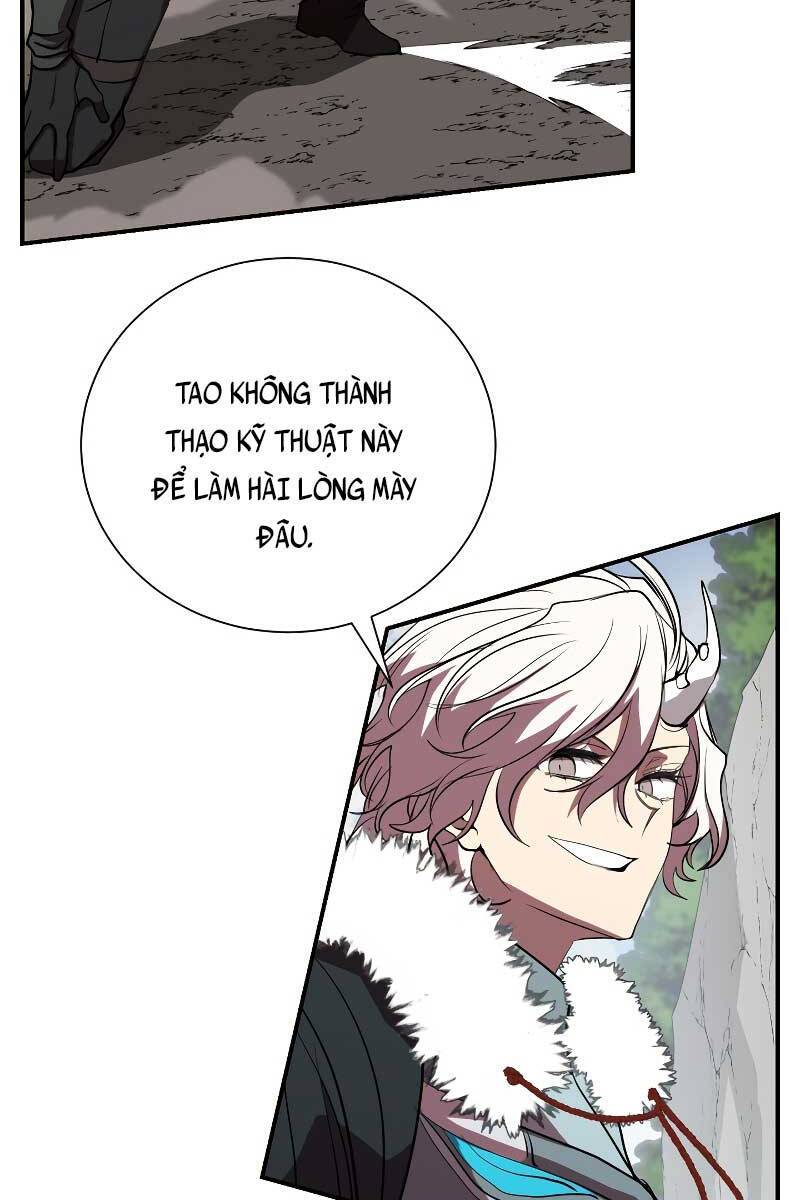 TAO KHÔNG THÀNH
THẠO KỸ THUẬT NÀY
ĐỂ LÀM HÀI LÒNG MÀY
ĐÂU.